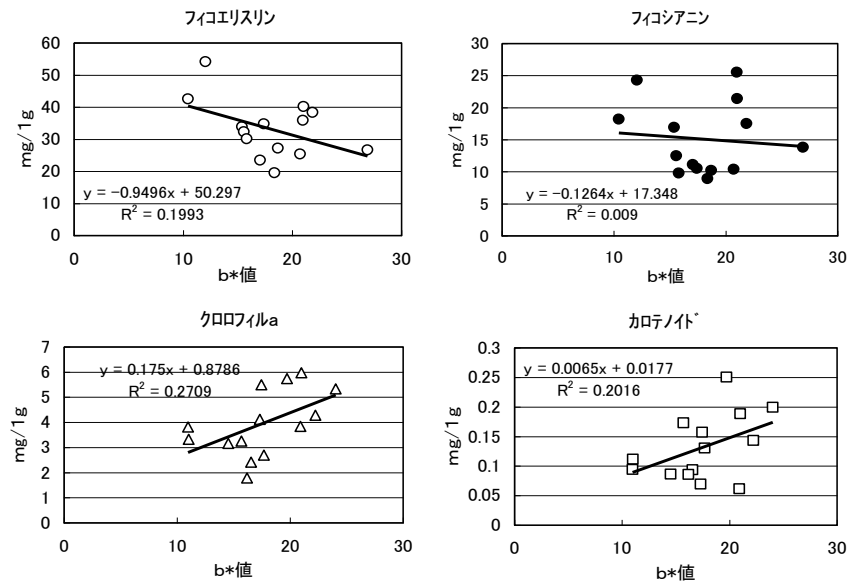 フィコエリスリン
60
50
40
30
20
10
0
mg/1g
y = −0.9496x + 50.297
R² = 0.1993
0 10 20 30
b*値
フィコシアニン
30
25
20
15
10
5
0
mg/1g
y = −0.1264x + 17.348
R² = 0.009
0 10 20 30
b*値
クロロフィルa
7
6
5
4
3
2
1
0
mg/1g
y = 0.175x + 0.8786
R² = 0.2709
0 10 20 30
b*値
カロテノイド
0.3
0.25
0.2
0.15
0.1
0.05
0
mg/1g
y = 0.0065x + 0.0177
R² = 0.2016
0 10 20 30
b*値